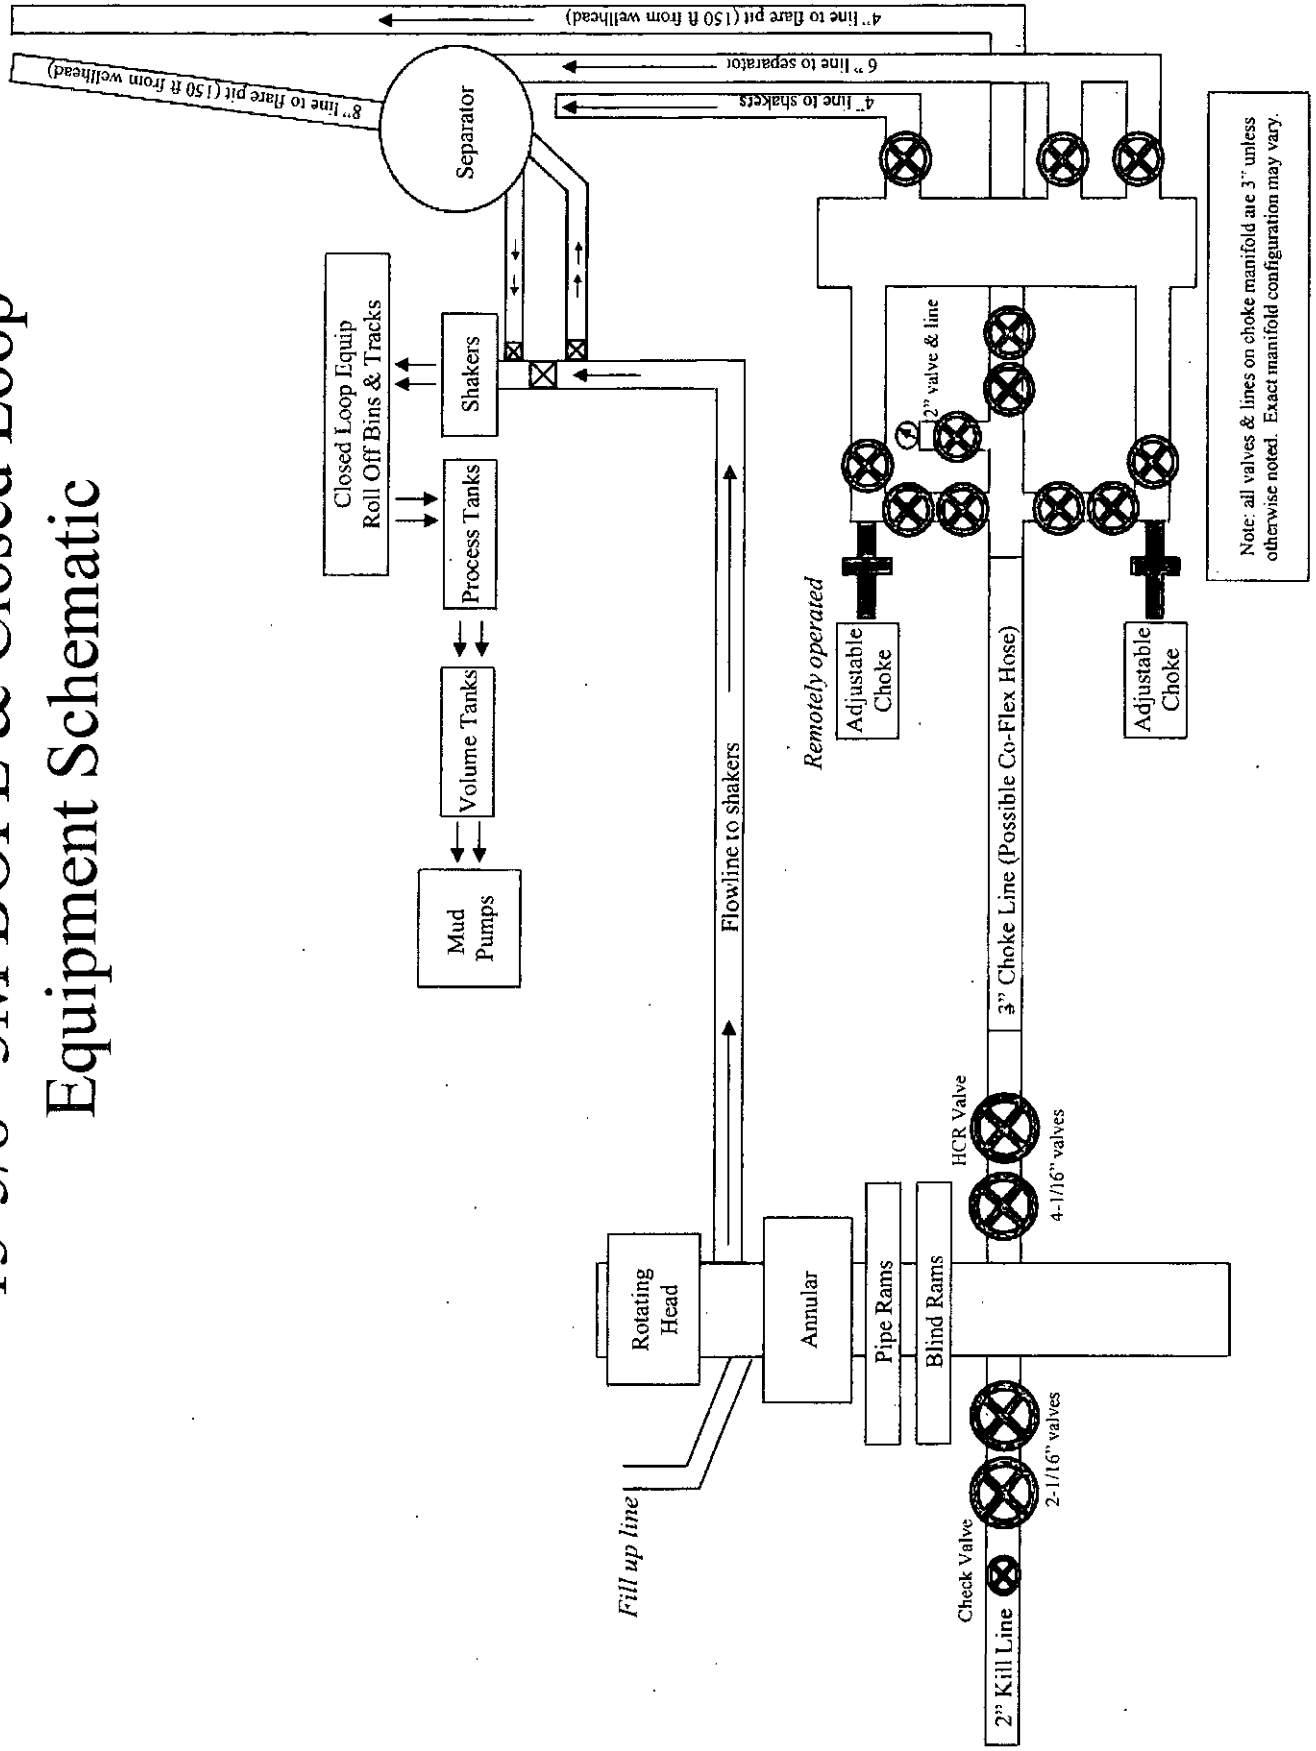 Equipment Schematic
8" line to flare pit (150 ft from wellhead)
4" line to flare pit (150 ft from wellhead)
6" line to separator
4" line to shakers
Separator
Closed Loop Equip
Roll Off Bins & Tracks
Shakers
Process Tanks
Volume Tanks
Mud
Pumps
Flowline to shakers
Rotating
Head
Fill up line
Annular
Pipe Rams
Blind Rams
2" Kill Line
Check Valve
2-1/16" valves
HCR Valve
4-1/16" valves
3" Choke Line (Possible Co-Flex Hose)
Remotely operated
Adjustable
Choke
Adjustable
Choke
2" valve & line
Note: all valves & lines on choke manifold are 3" unless
otherwise noted. Exact manifold configuration may vary.